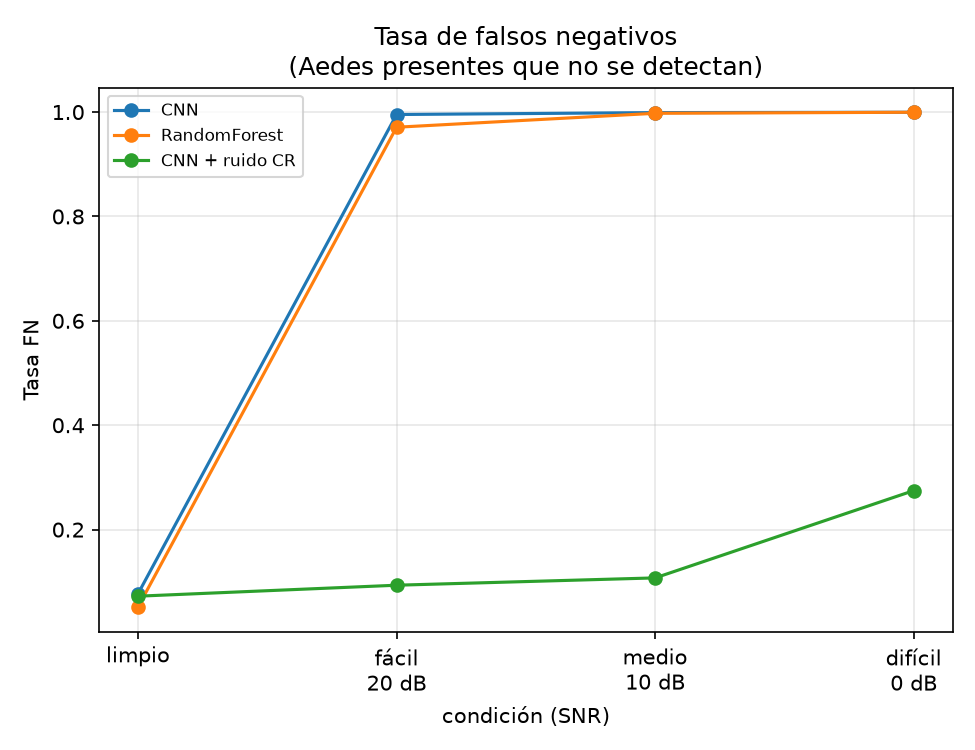 Tasa de falsos negativos
(Aedes presentes que no se detectan)
CNN
RandomForest
CNN + ruido CR
1.0
0.8
0.6
0.4
0.2
Tasa FN
limpio
fácil
20 dB
medio
10 dB
difícil
0 dB
condición (SNR)